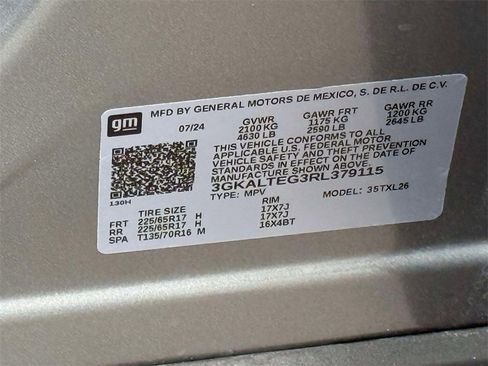 gm
MFD BY GENERAL MOTORS DE MEXICO, S. DE R.L. DE C.V.
07/24 GVWR GAWR FRT GAWR RR
2100 KG 1175 KG 1200 KG
4630 LB 2590 LB 2645 LB
THIS VEHICLE CONFORMS TO ALL
APPLICABLE U.S. FEDERAL MOTOR
VEHICLE SAFETY AND THEFT PREVENTION
STANDARDS IN EFFECT ON THE DATE
OF MANUFACTURE SHOWN ABOVE.
3GKALTEG3RL379115
130H TYPE: MPV MODEL: 35TXL26
TIRE SIZE RIM
FRT 225/65R17 H 17X7J
RR 225/65R17 H 17X7J
SPA T135/70R16 M 16X4BT